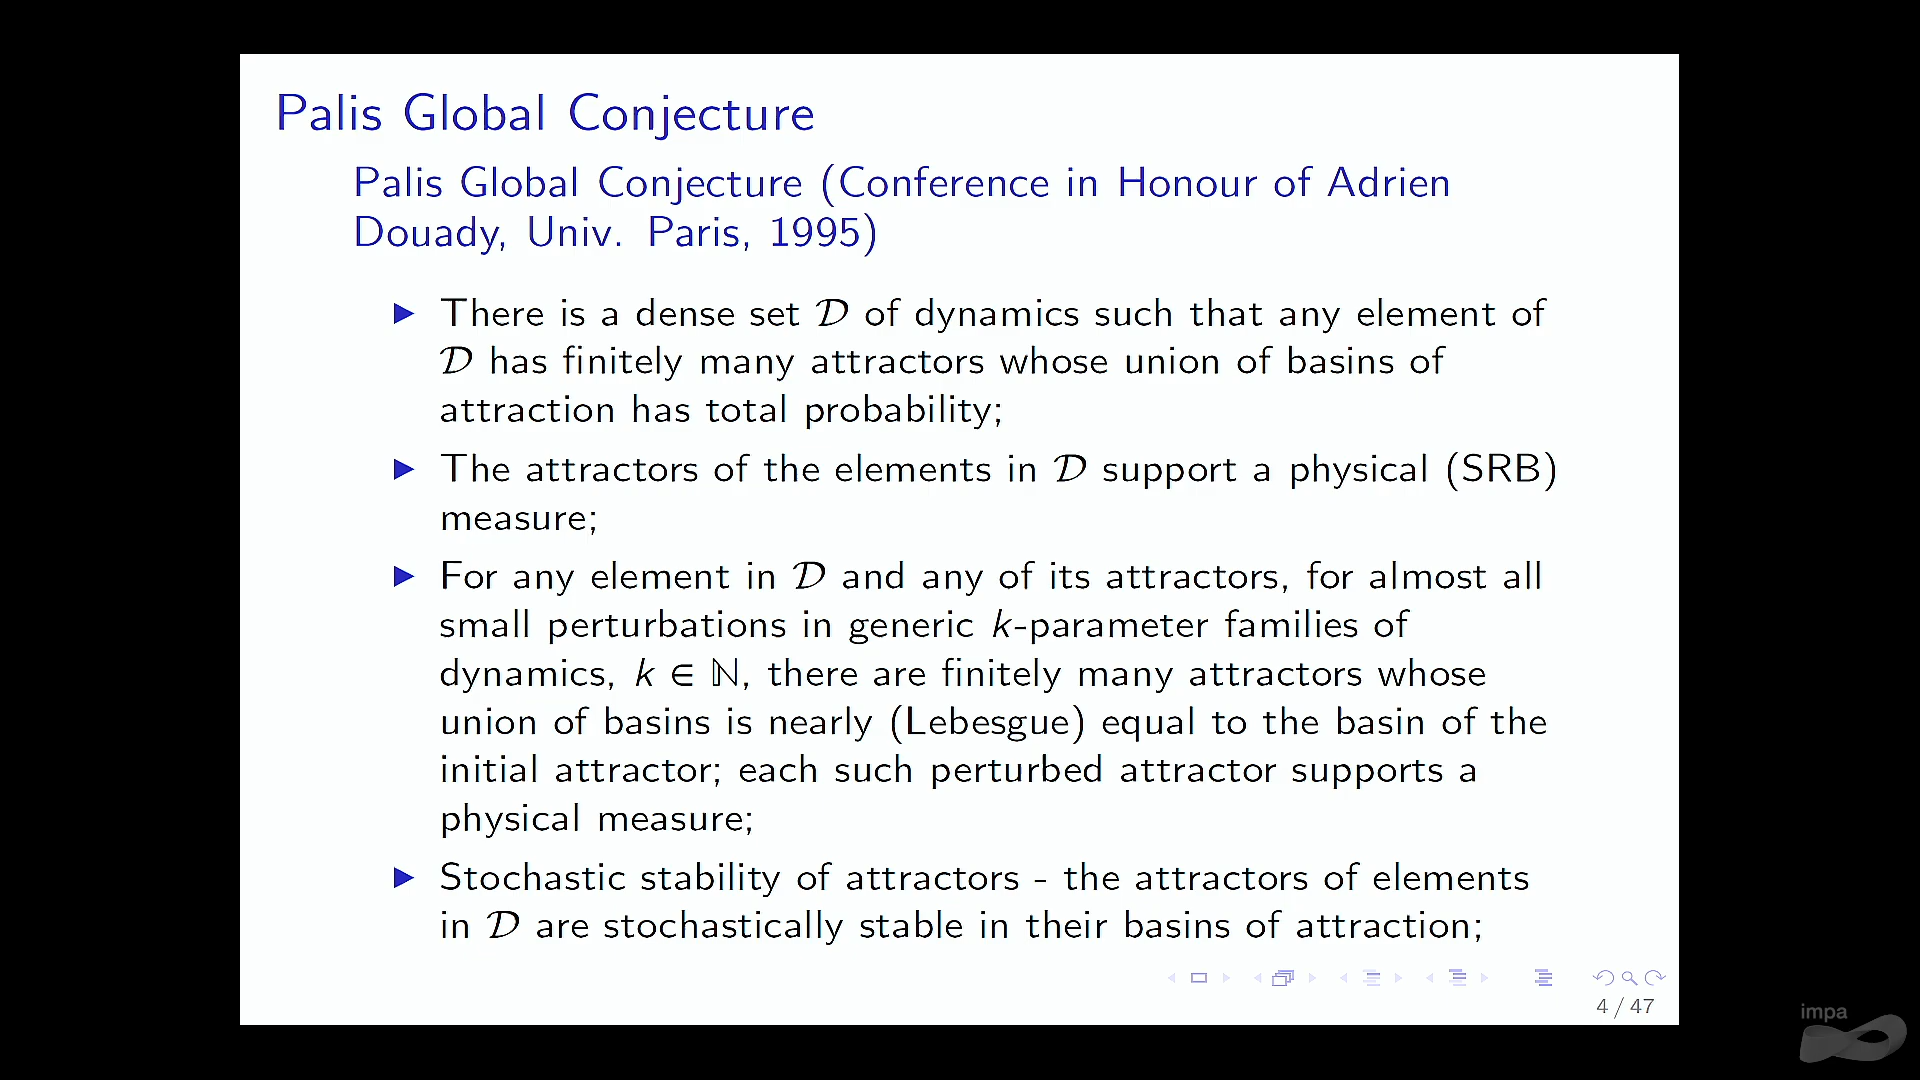 Palis Global Conjecture
Palis Global Conjecture (Conference in Honour of Adrien
Douady, Univ. Paris, 1995)
▶ There is a dense set 𝒟 of dynamics such that any element of
𝒟 has finitely many attractors whose union of basins of
attraction has total probability;
▶ The attractors of the elements in 𝒟 support a physical (SRB)
measure;
▶ For any element in 𝒟 and any of its attractors, for almost all
small perturbations in generic k-parameter families of
dynamics, k ∈ ℕ, there are finitely many attractors whose
union of basins is nearly (Lebesgue) equal to the basin of the
initial attractor; each such perturbed attractor supports a
physical measure;
▶ Stochastic stability of attractors - the attractors of elements
in 𝒟 are stochastically stable in their basins of attraction;
4 / 47
impa